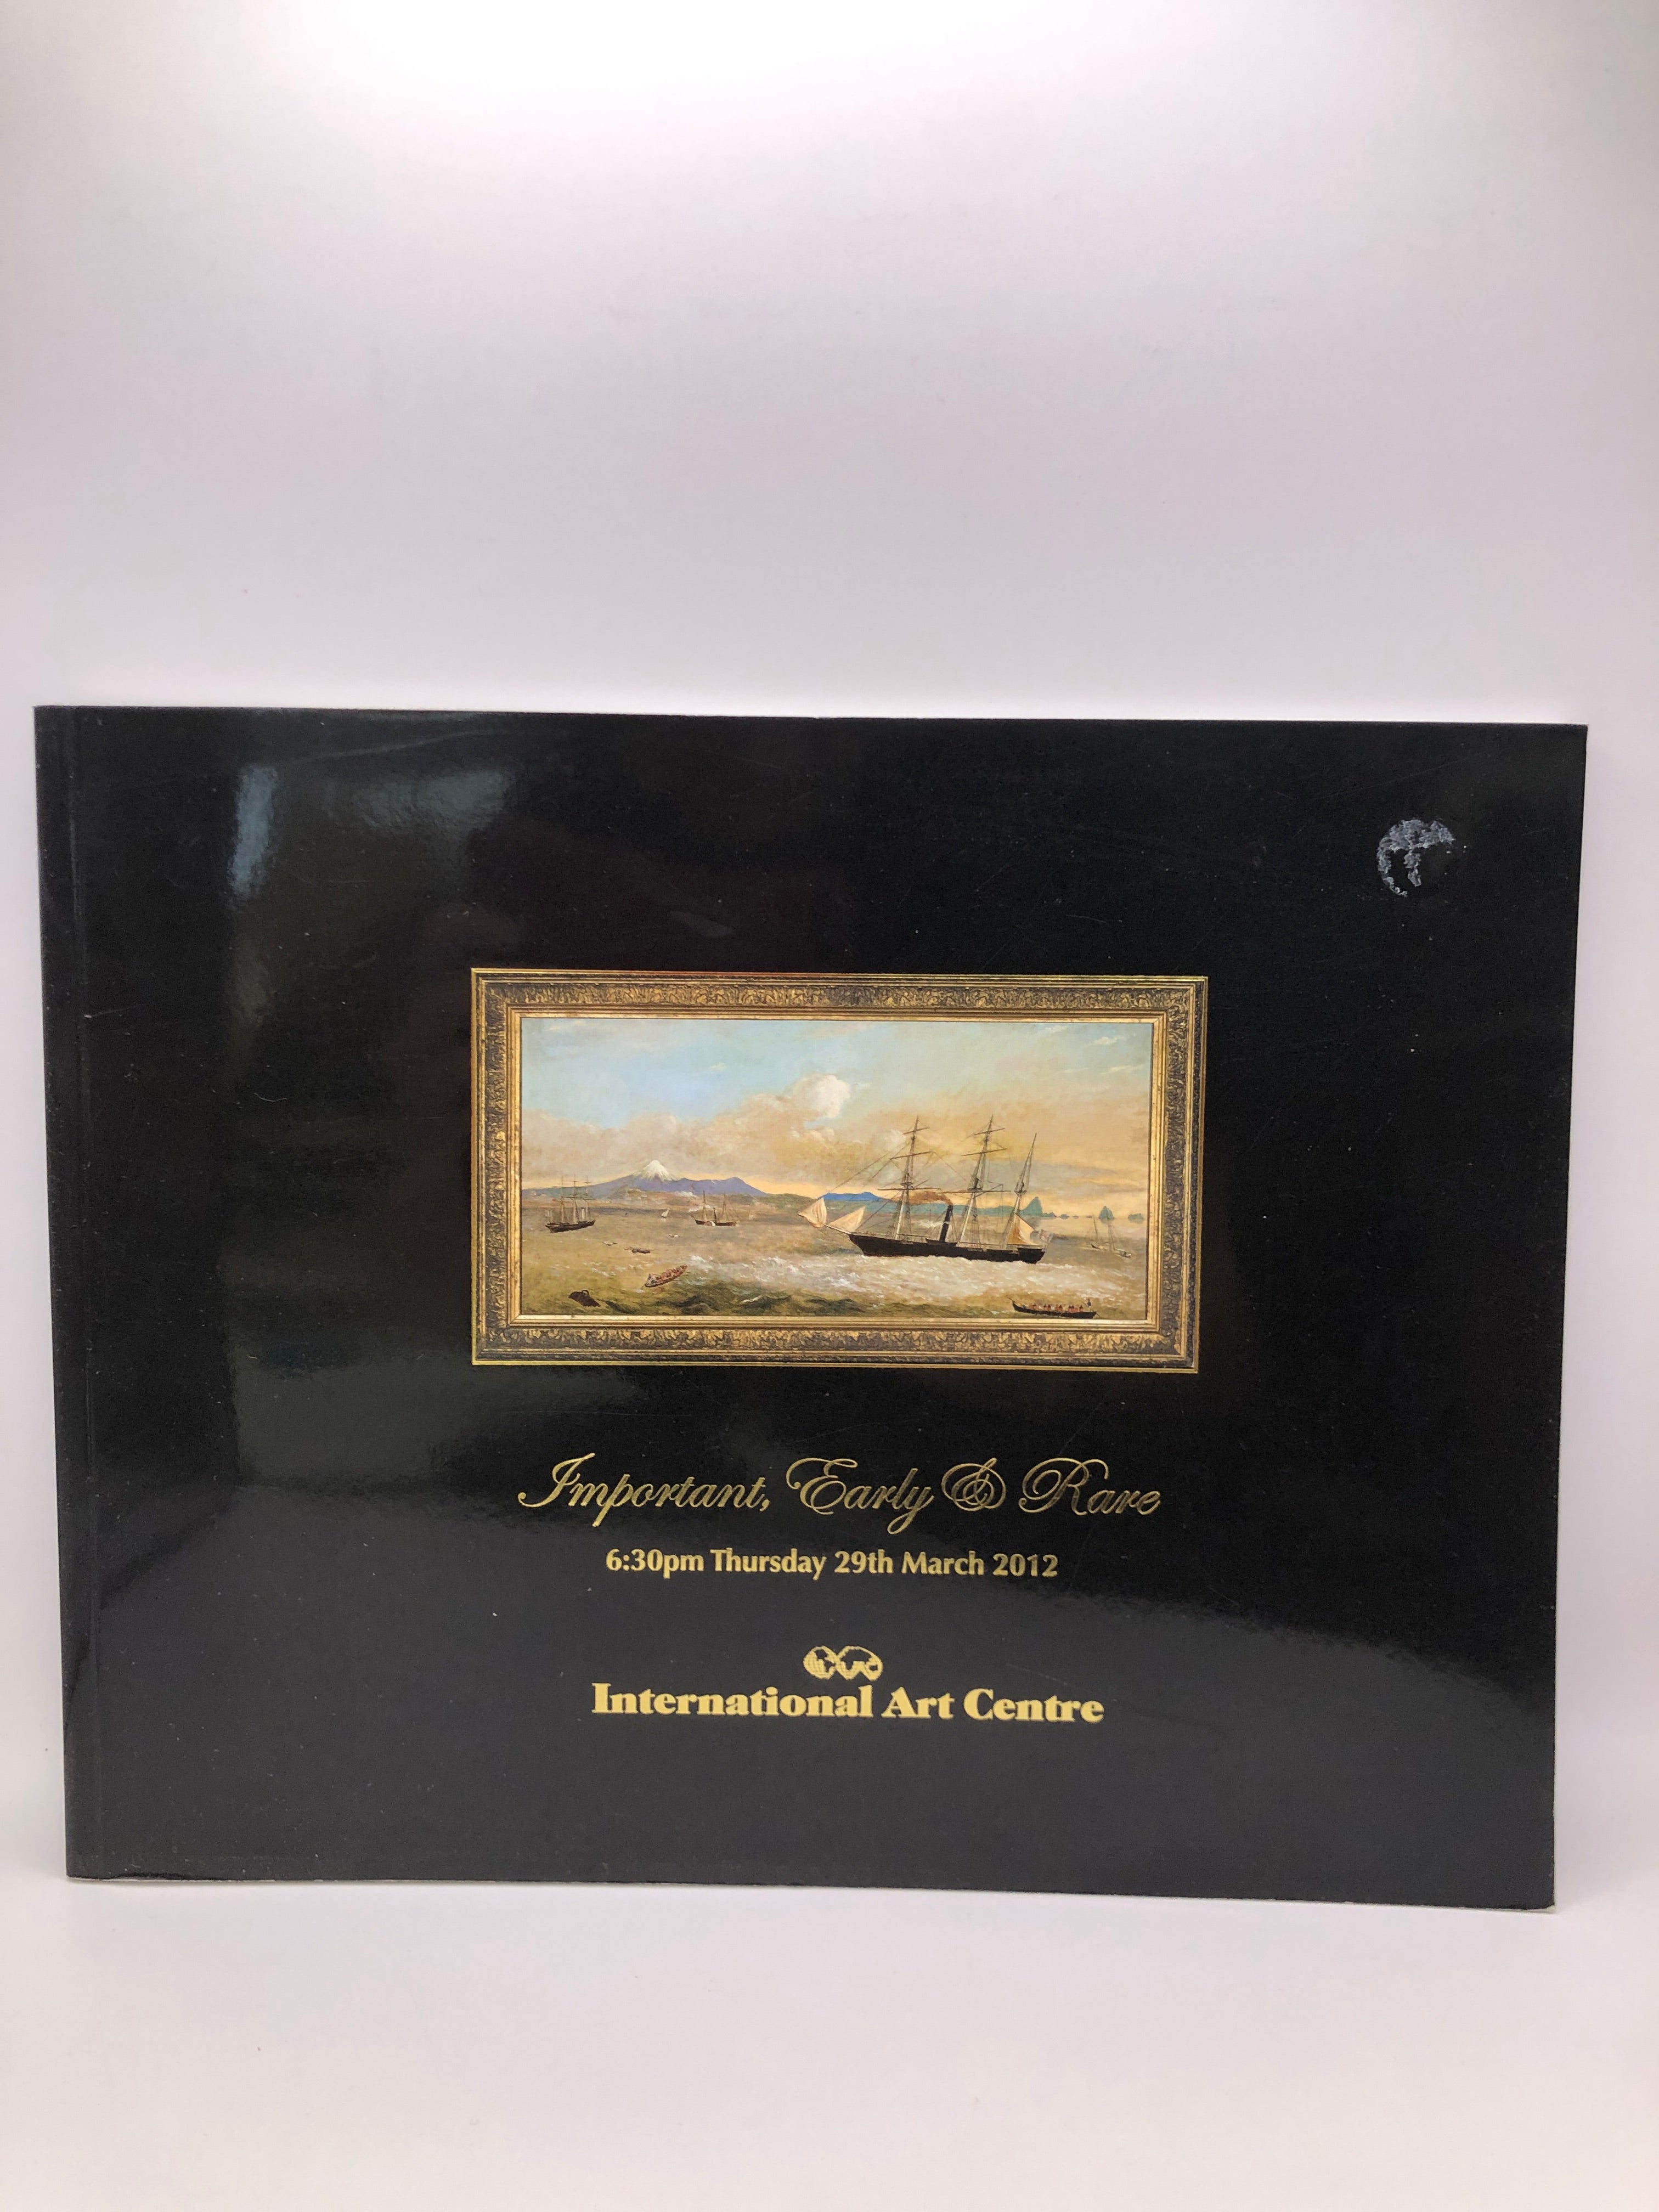 Important, Early & Rare
6:30pm Thursday 29th March 2012
International Art Centre